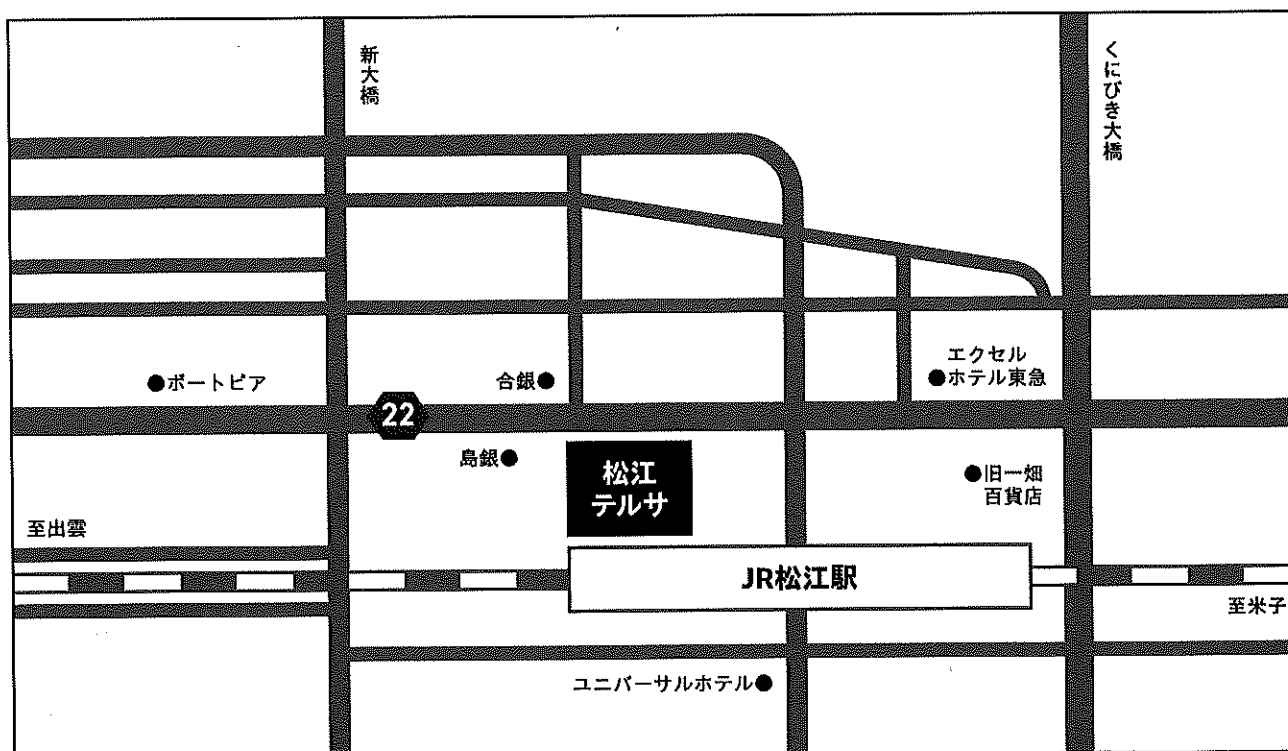 新大橋
くにびき大橋
エクセル
●ホテル東急
●ボートピア
合銀●
22
島銀●
松江
テルサ
●旧一畑
百貨店
至出雲
JR松江駅
至米子
ユニバーサルホテル●